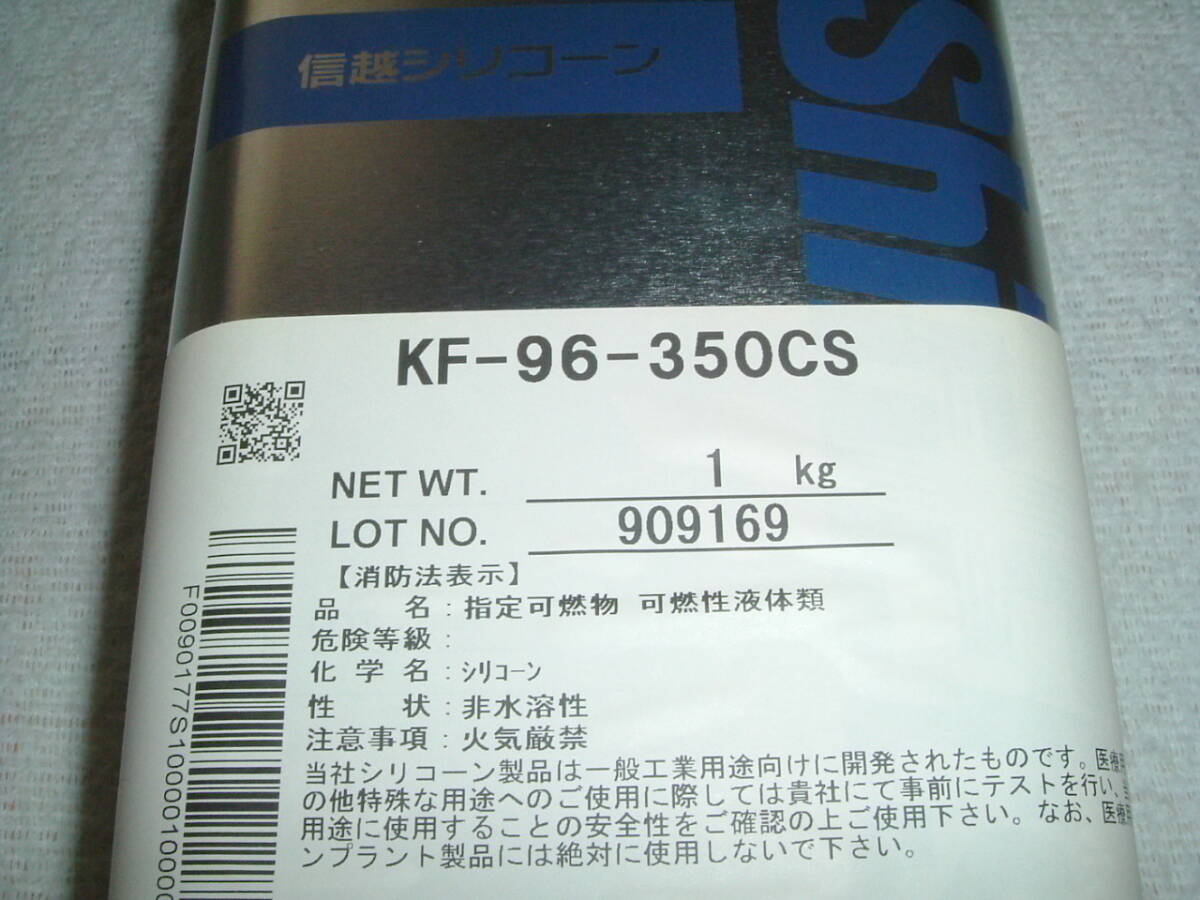 信越シリコーン
Sh
KF-96-350CS
NET WT. 1 kg
LOT NO. 909169
【消防法表示】
品 名：指定可燃物 可燃性液体類
危険等級：
化学名：シリコーン
性 状：非水溶性
注意事項：火気厳禁
当社シリコーン製品は一般工業用途向けに開発されたものです。医療用
の他特殊な用途へのご使用に際しては貴社にて事前にテストを行い、
用途に使用することの安全性をご確認の上ご使用下さい。なお、医療用
ンプラント製品には絶対に使用しないで下さい。
F0090177S1000010000